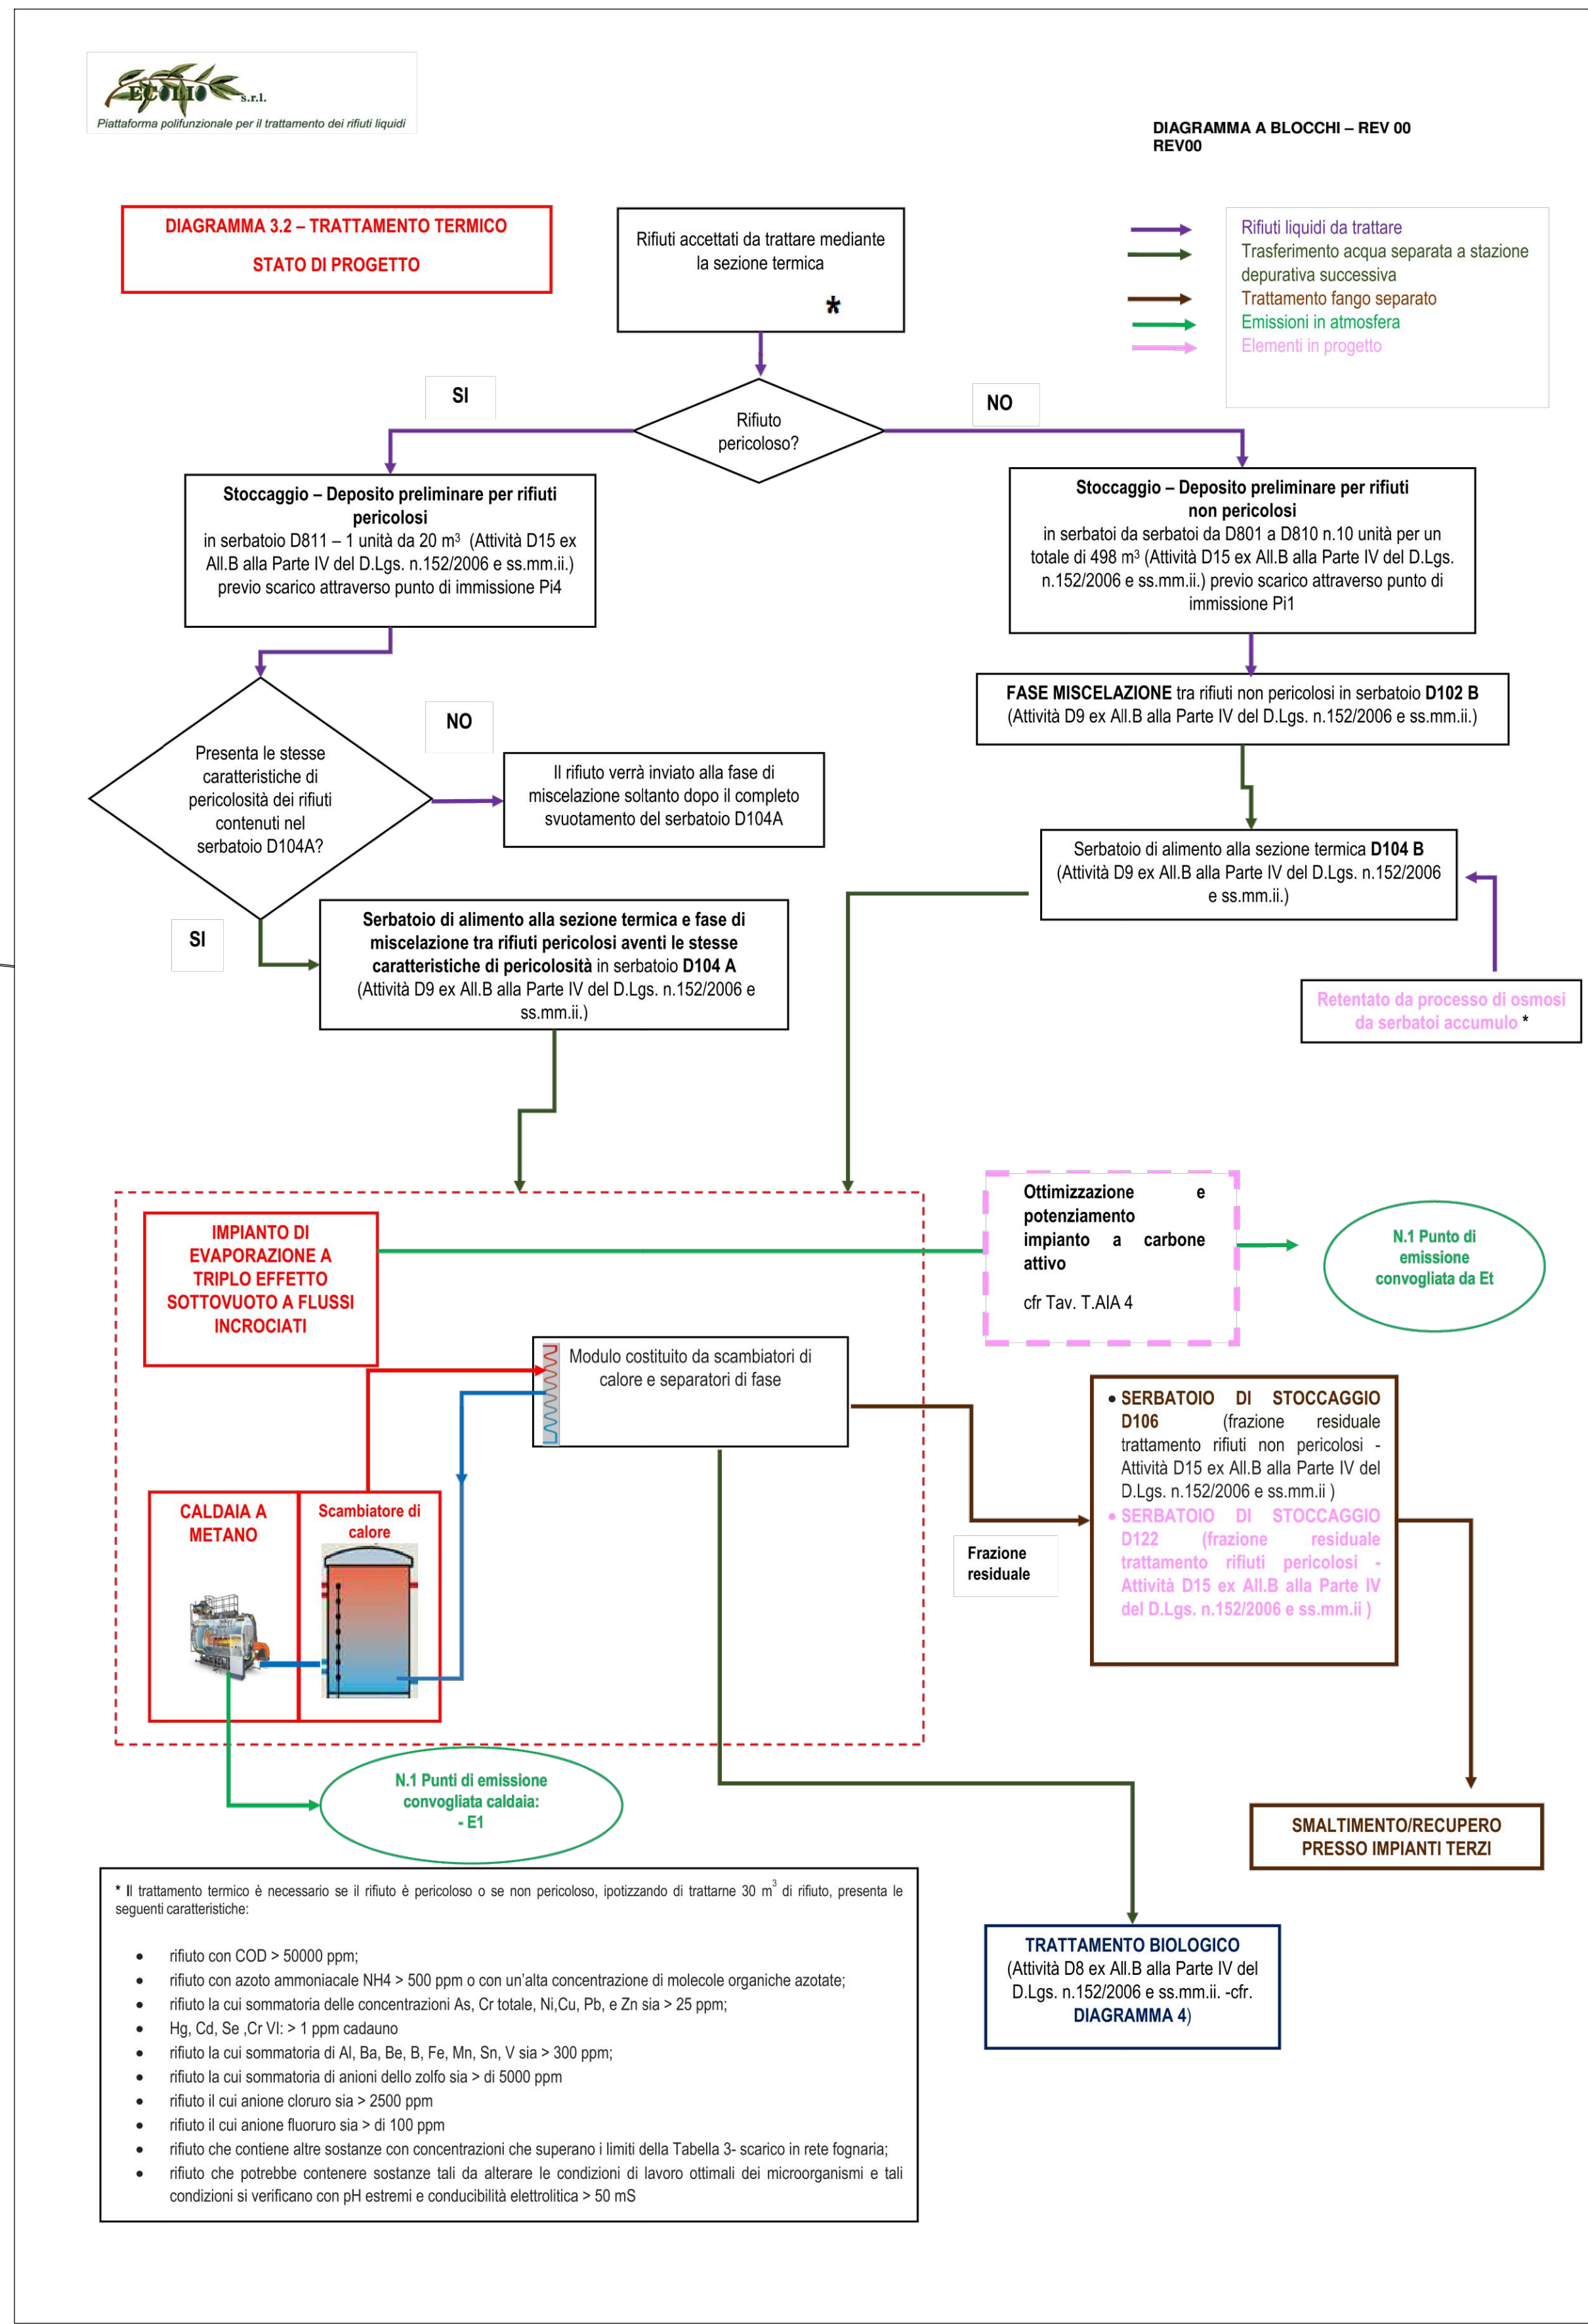 ECOLIO s.r.l.
Piattaforma polifunzionale per il trattamento dei rifiuti liquidi
DIAGRAMMA A BLOCCHI – REV 00
REV00
DIAGRAMMA 3.2 – TRATTAMENTO TERMICO
STATO DI PROGETTO
Rifiuti accettati da trattare mediante
la sezione termica
*
Rifiuti liquidi da trattare
Trasferimento acqua separata a stazione
depurativa successiva
Trattamento fango separato
Emissioni in atmosfera
Elementi in progetto
SI
NO
Rifiuto
pericoloso?
Stoccaggio – Deposito preliminare per rifiuti
pericolosi
in serbatoio D811 – 1 unità da 20 m³ (Attività D15 ex
All.B alla Parte IV del D.Lgs. n.152/2006 e ss.mm.ii.)
previo scarico attraverso punto di immissione Pi4
Stoccaggio – Deposito preliminare per rifiuti
non pericolosi
in serbatoi da serbatoi da D801 a D810 n.10 unità per un
totale di 498 m³ (Attività D15 ex All.B alla Parte IV del D.Lgs.
n.152/2006 e ss.mm.ii.) previo scarico attraverso punto di
immissione Pi1
FASE MISCELAZIONE tra rifiuti non pericolosi in serbatoio D102 B
(Attività D9 ex All.B alla Parte IV del D.Lgs. n.152/2006 e ss.mm.ii.)
NO
Presenta le stesse
caratteristiche di
pericolosità dei rifiuti
contenuti nel
serbatoio D104A?
Il rifiuto verrà inviato alla fase di
miscelazione soltanto dopo il completo
svuotamento del serbatoio D104A
Serbatoio di alimento alla sezione termica D104 B
(Attività D9 ex All.B alla Parte IV del D.Lgs. n.152/2006
e ss.mm.ii.)
SI
Serbatoio di alimento alla sezione termica e fase di
miscelazione tra rifiuti pericolosi aventi le stesse
caratteristiche di pericolosità in serbatoio D104 A
(Attività D9 ex All.B alla Parte IV del D.Lgs. n.152/2006 e
ss.mm.ii.)
Retentato da processo di osmosi
da serbatoi accumulo *
IMPIANTO DI
EVAPORAZIONE A
TRIPLO EFFETTO
SOTTOVUOTO A FLUSSI
INCROCIATI
Ottimizzazione e
potenziamento
impianto a carbone
attivo
cfr Tav. T.AIA 4
N.1 Punto di
emissione
convogliata da Et
Modulo costituito da scambiatori di
calore e separatori di fase
• SERBATOIO DI STOCCAGGIO
D106 (frazione residuale
trattamento rifiuti non pericolosi -
Attività D15 ex All.B alla Parte IV del
D.Lgs. n.152/2006 e ss.mm.ii )
• SERBATOIO DI STOCCAGGIO
D122 (frazione residuale
trattamento rifiuti pericolosi -
Attività D15 ex All.B alla Parte IV
del D.Lgs. n.152/2006 e ss.mm.ii )
CALDAIA A
METANO
Scambiatore di
calore
Frazione
residuale
N.1 Punti di emissione
convogliata caldaia:
- E1
SMALTIMENTO/RECUPERO
PRESSO IMPIANTI TERZI
TRATTAMENTO BIOLOGICO
(Attività D8 ex All.B alla Parte IV del
D.Lgs. n.152/2006 e ss.mm.ii. -cfr.
DIAGRAMMA 4)
* Il trattamento termico è necessario se il rifiuto è pericoloso o se non pericoloso, ipotizzando di trattarne 30 m³ di rifiuto, presenta le
seguenti caratteristiche:
• rifiuto con COD > 50000 ppm;
• rifiuto con azoto ammoniacale NH4 > 500 ppm o con un'alta concentrazione di molecole organiche azotate;
• rifiuto la cui sommatoria delle concentrazioni As, Cr totale, Ni,Cu, Pb, e Zn sia > 25 ppm;
• Hg, Cd, Se ,Cr VI: > 1 ppm cadauno
• rifiuto la cui sommatoria di Al, Ba, Be, B, Fe, Mn, Sn, V sia > 300 ppm;
• rifiuto la cui sommatoria di anioni dello zolfo sia > di 5000 ppm
• rifiuto il cui anione cloruro sia > 2500 ppm
• rifiuto il cui anione fluoruro sia > di 100 ppm
• rifiuto che contiene altre sostanze con concentrazioni che superano i limiti della Tabella 3- scarico in rete fognaria;
• rifiuto che potrebbe contenere sostanze tali da alterare le condizioni di lavoro ottimali dei microorganismi e tali
condizioni si verificano con pH estremi e conducibilità elettrolitica > 50 mS